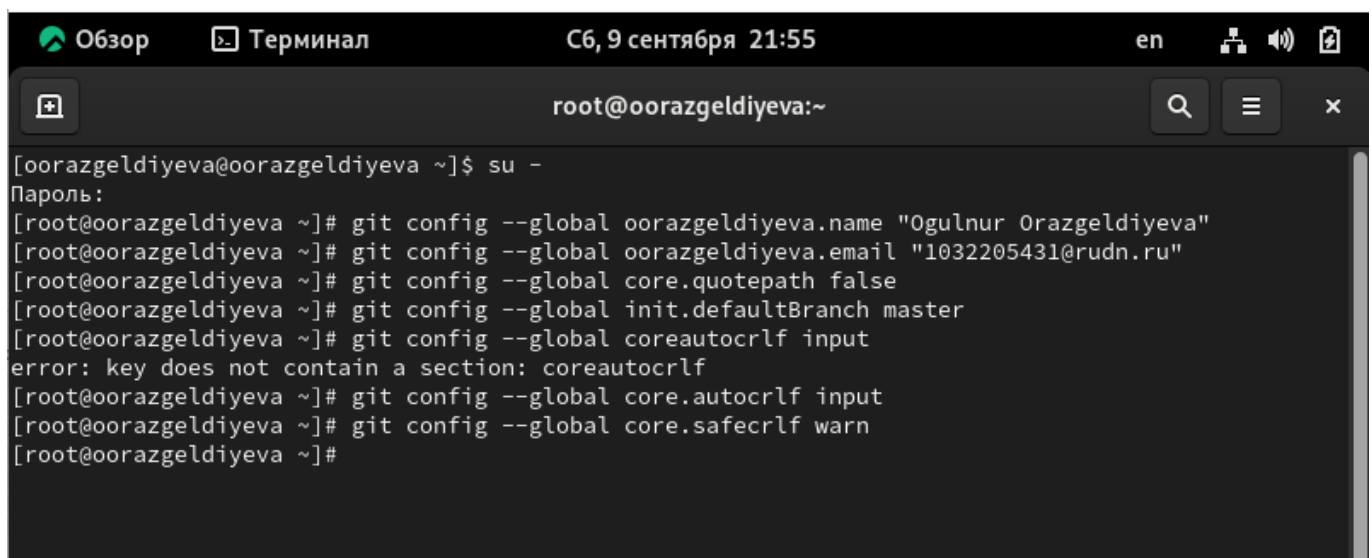 Обзор Терминал Сб, 9 сентября 21:55 en
root@oorazgeldiyeva:~
[oorazgeldiyeva@oorazgeldiyeva ~]$ su -
Пароль:
[root@oorazgeldiyeva ~]# git config --global oorazgeldiyeva.name "Ogulnur Orazgeldiyeva"
[root@oorazgeldiyeva ~]# git config --global oorazgeldiyeva.email "1032205431@rudn.ru"
[root@oorazgeldiyeva ~]# git config --global core.quotepath false
[root@oorazgeldiyeva ~]# git config --global init.defaultBranch master
[root@oorazgeldiyeva ~]# git config --global coreautocrlf input
error: key does not contain a section: coreautocrlf
[root@oorazgeldiyeva ~]# git config --global core.autocrlf input
[root@oorazgeldiyeva ~]# git config --global core.safecrlf warn
[root@oorazgeldiyeva ~]#